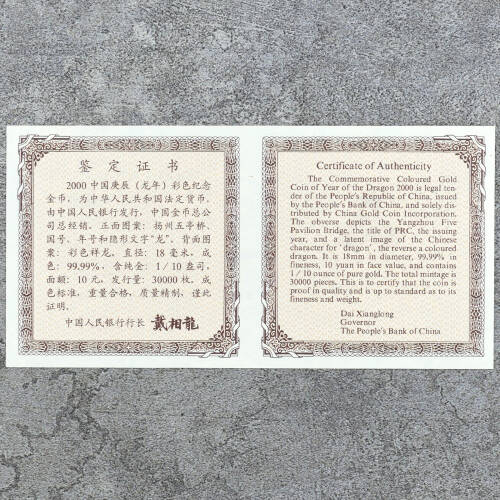 鉴定证书
2000中国庚辰（龙年）彩色纪念
金币，为中华人民共和国法定货币。
由中国人民银行发行，中国金币总公
司总经销。正面图案：扬州五亭桥、
国号、年号和隐形文字“龙”。背面图
案：彩色祥龙。直径：18毫米，成
色：99.99%，含纯金：1/10盎司，
面额：10元，发行量：30000枚。成
色标准，重量合格，质量精制，谨此
证明。
中国人民银行行长 戴相龍
Certificate of Authenticity
The Commemorative Coloured Gold
Coin of Year of the Dragon 2000 is legal ten-
der of the People's Republic of China, issued
by the People's Bank of China, and solely dis-
tributed by China Gold Coin Incorporation.
The obverse depicts the Yangzhou Five
Pavilion Bridge, the title of PRC, the issuing
year, and a latent image of the Chinese
character for "dragon", the reverse a coloured
dragon. It is 18mm in diameter, 99.99% in
fineness, 10 yuan in face value, and contains
1/10 ounce of pure gold. The total mintage is
30000 pieces. This is to certify that the coin is
proof in quality and is up to standard as to its
fineness and weight.
Dai Xianglong
Governor
The People's Bank of China